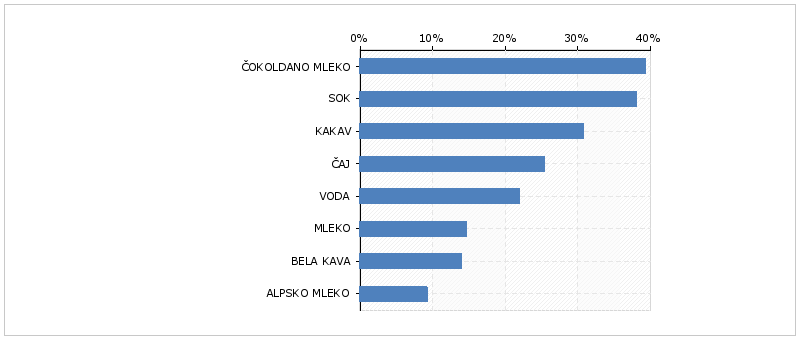 0% 10% 20% 30% 40%
ČOKOLDANO MLEKO
SOK
KAKAV
ČAJ
VODA
MLEKO
BELA KAVA
ALPSKO MLEKO